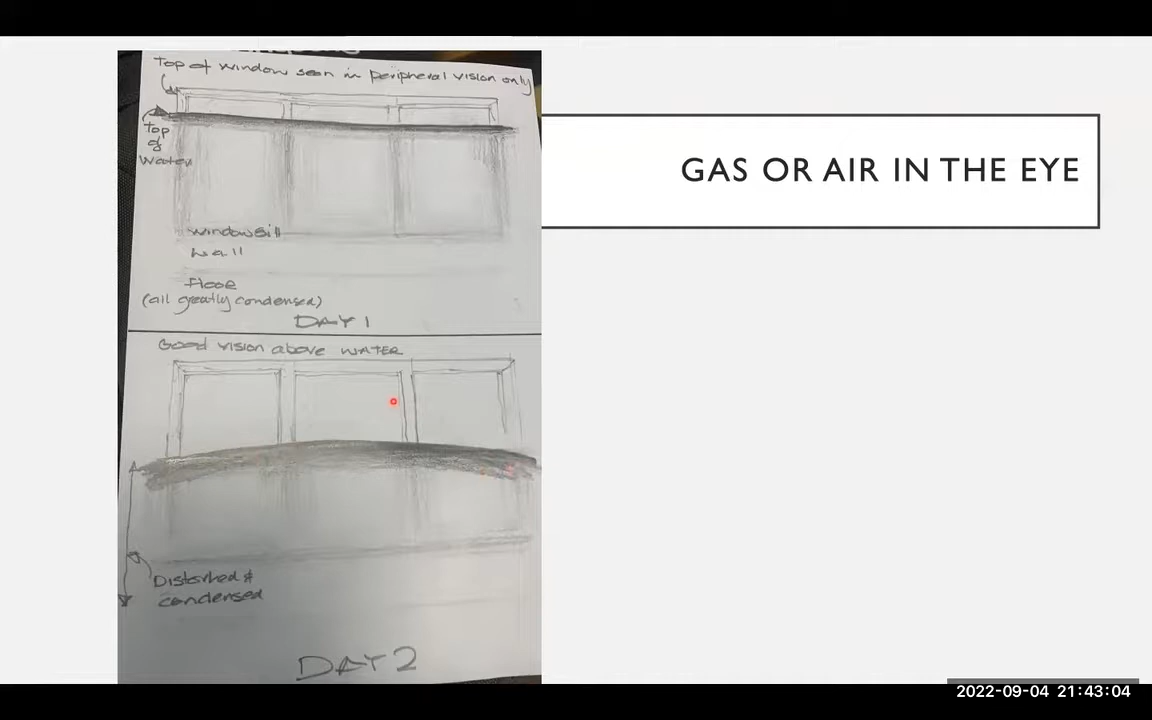 Top of window seen in peripheral vision only
Top
of
Water
windowsill
wall
Floor
(all greatly condensed)
DAY 1
Good vision above WATER
Distorted &
condensed
DAY 2
GAS OR AIR IN THE EYE
2022-09-04 21:43:04